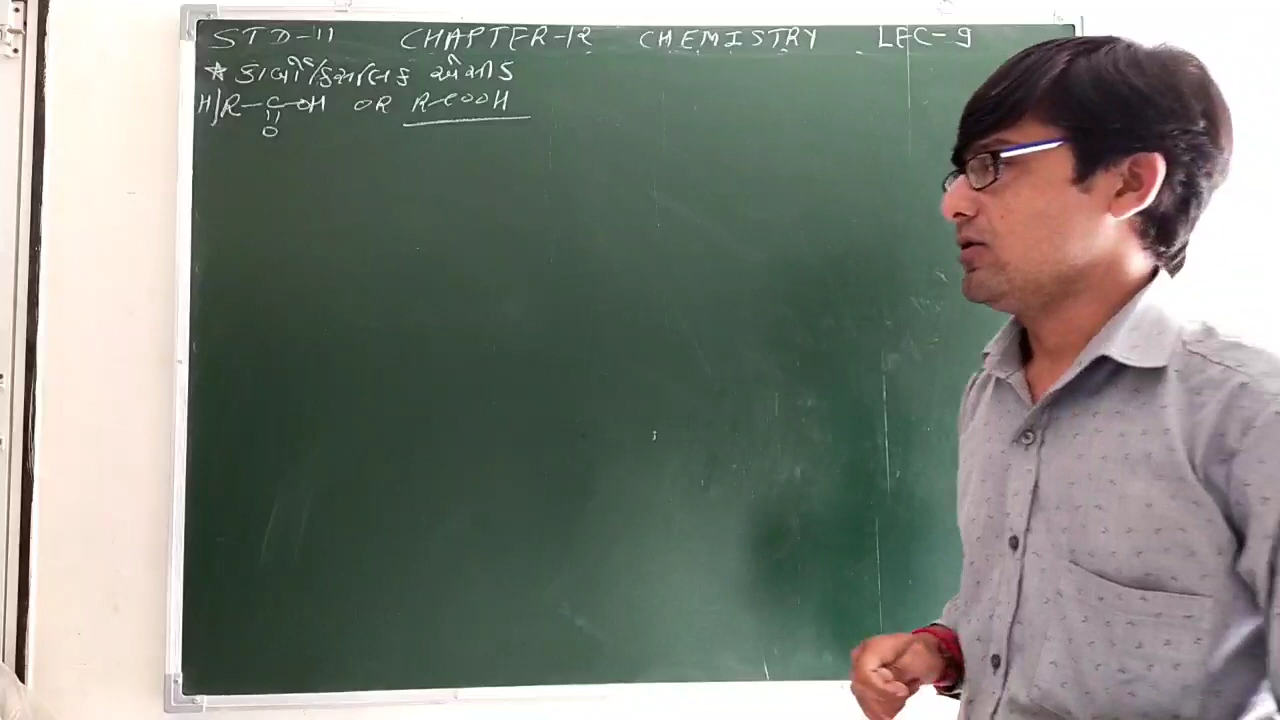 STD-11 CHAPTER-12 CHEMISTRY LEC-9
★ કાર્બોક્સિલિક એસીડ
H/R-C-OH OR R-COOH
||
O